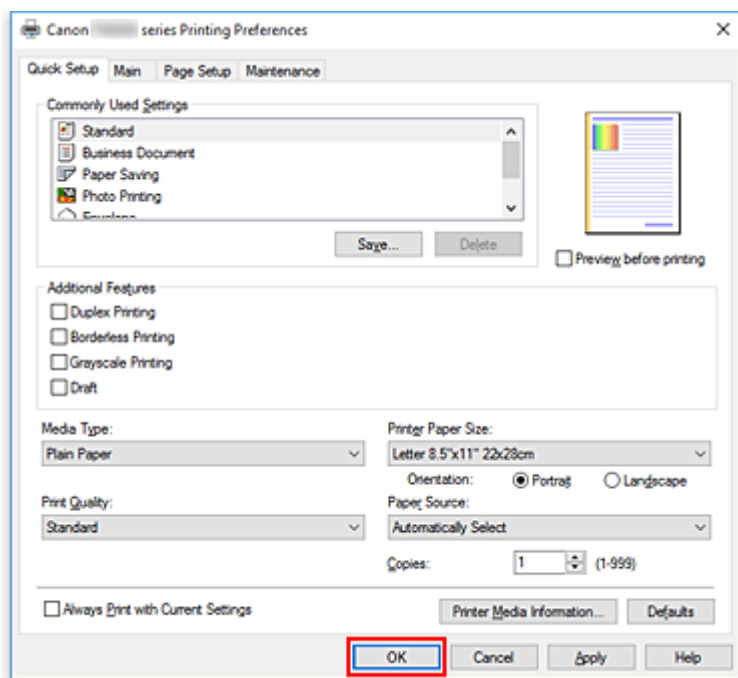 Canon series Printing Preferences
Quick Setup Main Page Setup Maintenance
Commonly Used Settings
Standard
Business Document
Paper Saving
Photo Printing
Save... Delete
Preview before printing
Additional Features
Duplex Printing
Borderless Printing
Grayscale Printing
Draft
Media Type:
Plain Paper
Printer Paper Size:
Letter 8.5"x11" 22x28cm
Orientation: Portrait Landscape
Print Quality:
Standard
Paper Source:
Automatically Select
Copies: 1 (1-999)
Always Print with Current Settings
Printer Media Information... Defaults
OK Cancel Apply Help